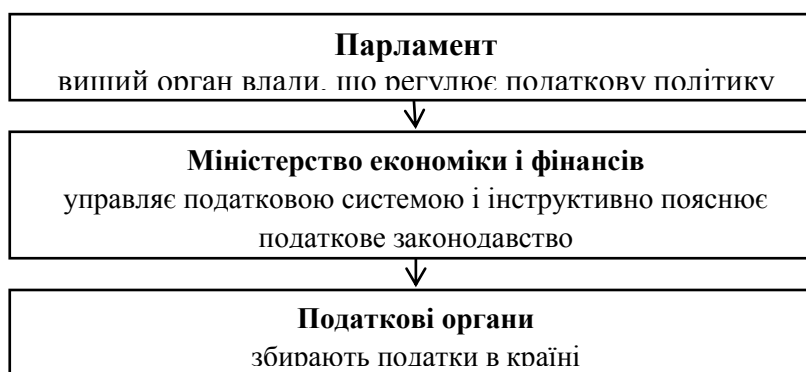 Парламент
вищий орган влади, що регулює податкову політику
Міністерство економіки і фінансів
управляє податковою системою і інструктивно пояснює
податкове законодавство
Податкові органи
збирають податки в країні